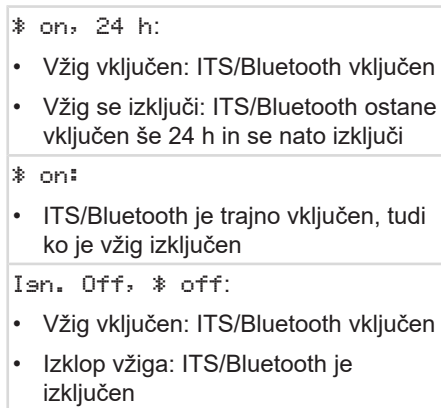 on, 24 h:
• Vžig vključen: ITS/Bluetooth vključen
• Vžig se izključi: ITS/Bluetooth ostane
vključen še 24 h in se nato izključi
on:
• ITS/Bluetooth je trajno vključen, tudi
ko je vžig izključen
Ign. Off, off:
• Vžig vključen: ITS/Bluetooth vključen
• Izklop vžiga: ITS/Bluetooth je
izključen